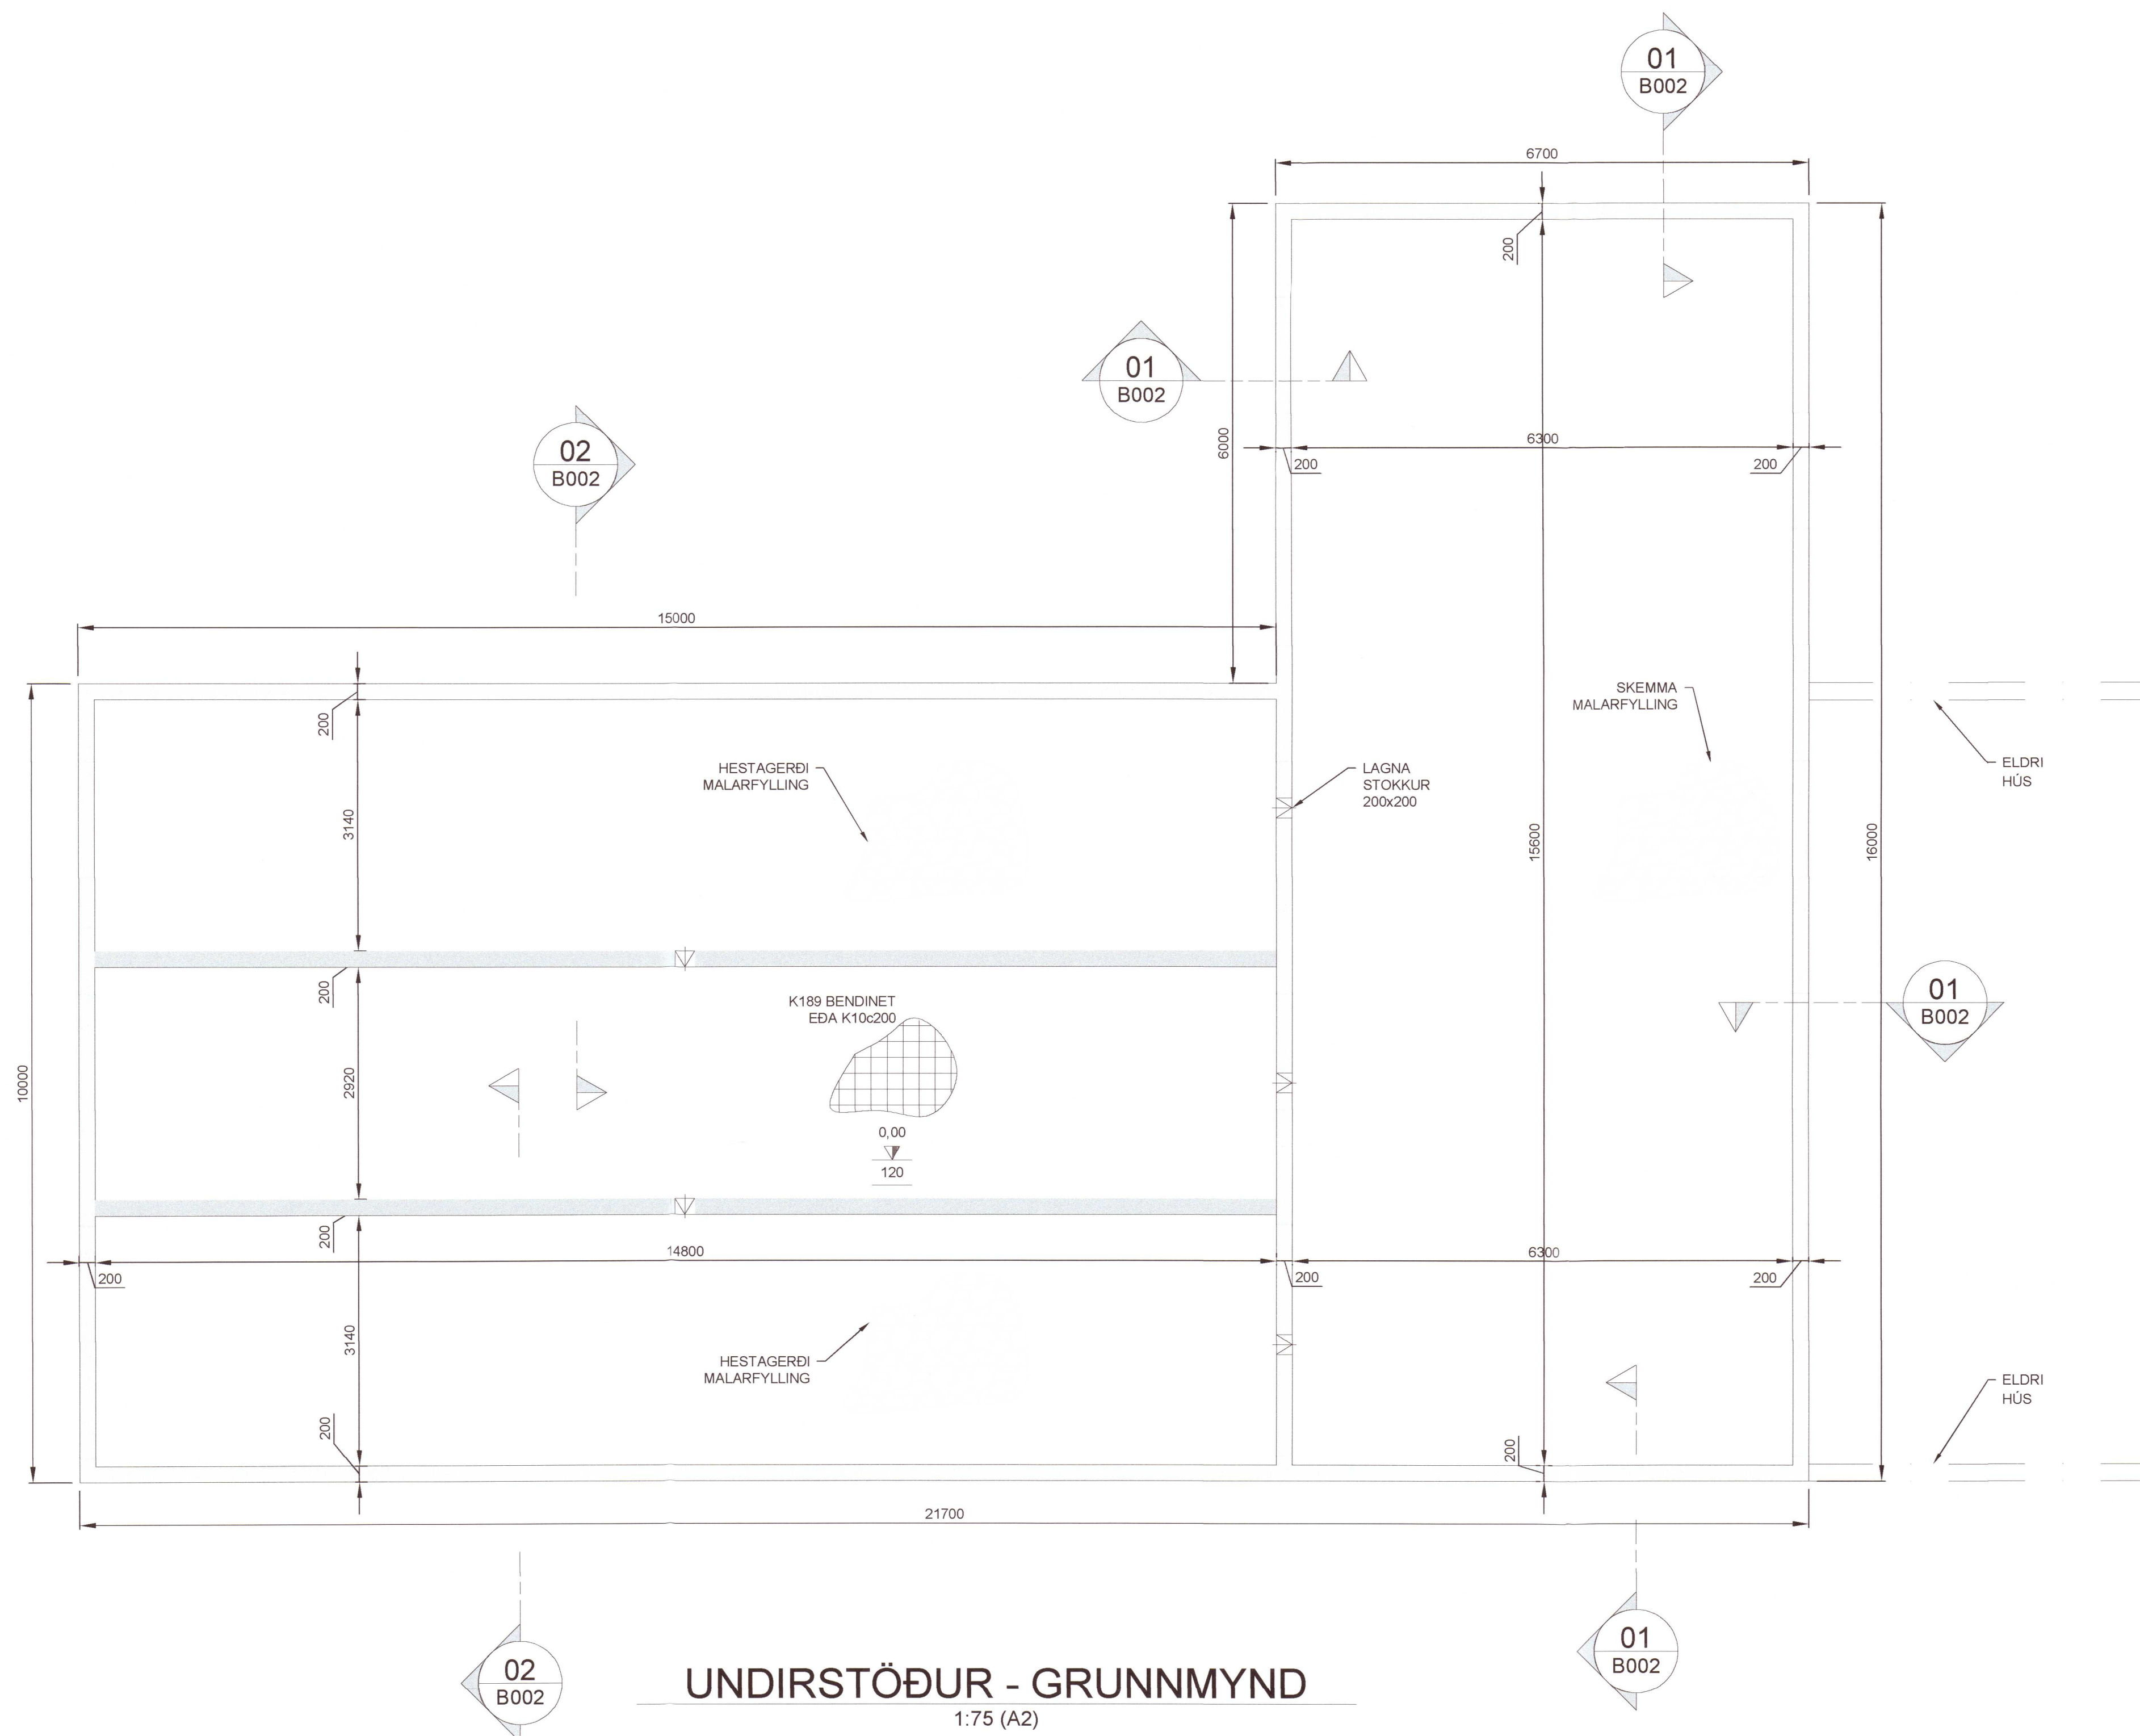 01
B002
6700
200
01
B002
6000
6300
200
200
02
B002
15000
200
SKEMMA
MALARFYLLING
HESTAGERÐI
MALARFYLLING
LAGNA
STOKKUR
200x200
ELDRI
HÚS
3140
15600
16000
200
K189 BENDINET
EÐA K10c200
01
B002
10000
2920
0,00
120
200
14800
6300
200
200
200
3140
HESTAGERÐI
MALARFYLLING
ELDRI
HÚS
200
200
21700
02
B002
01
B002
UNDIRSTÖÐUR - GRUNNMYND
1:75 (A2)